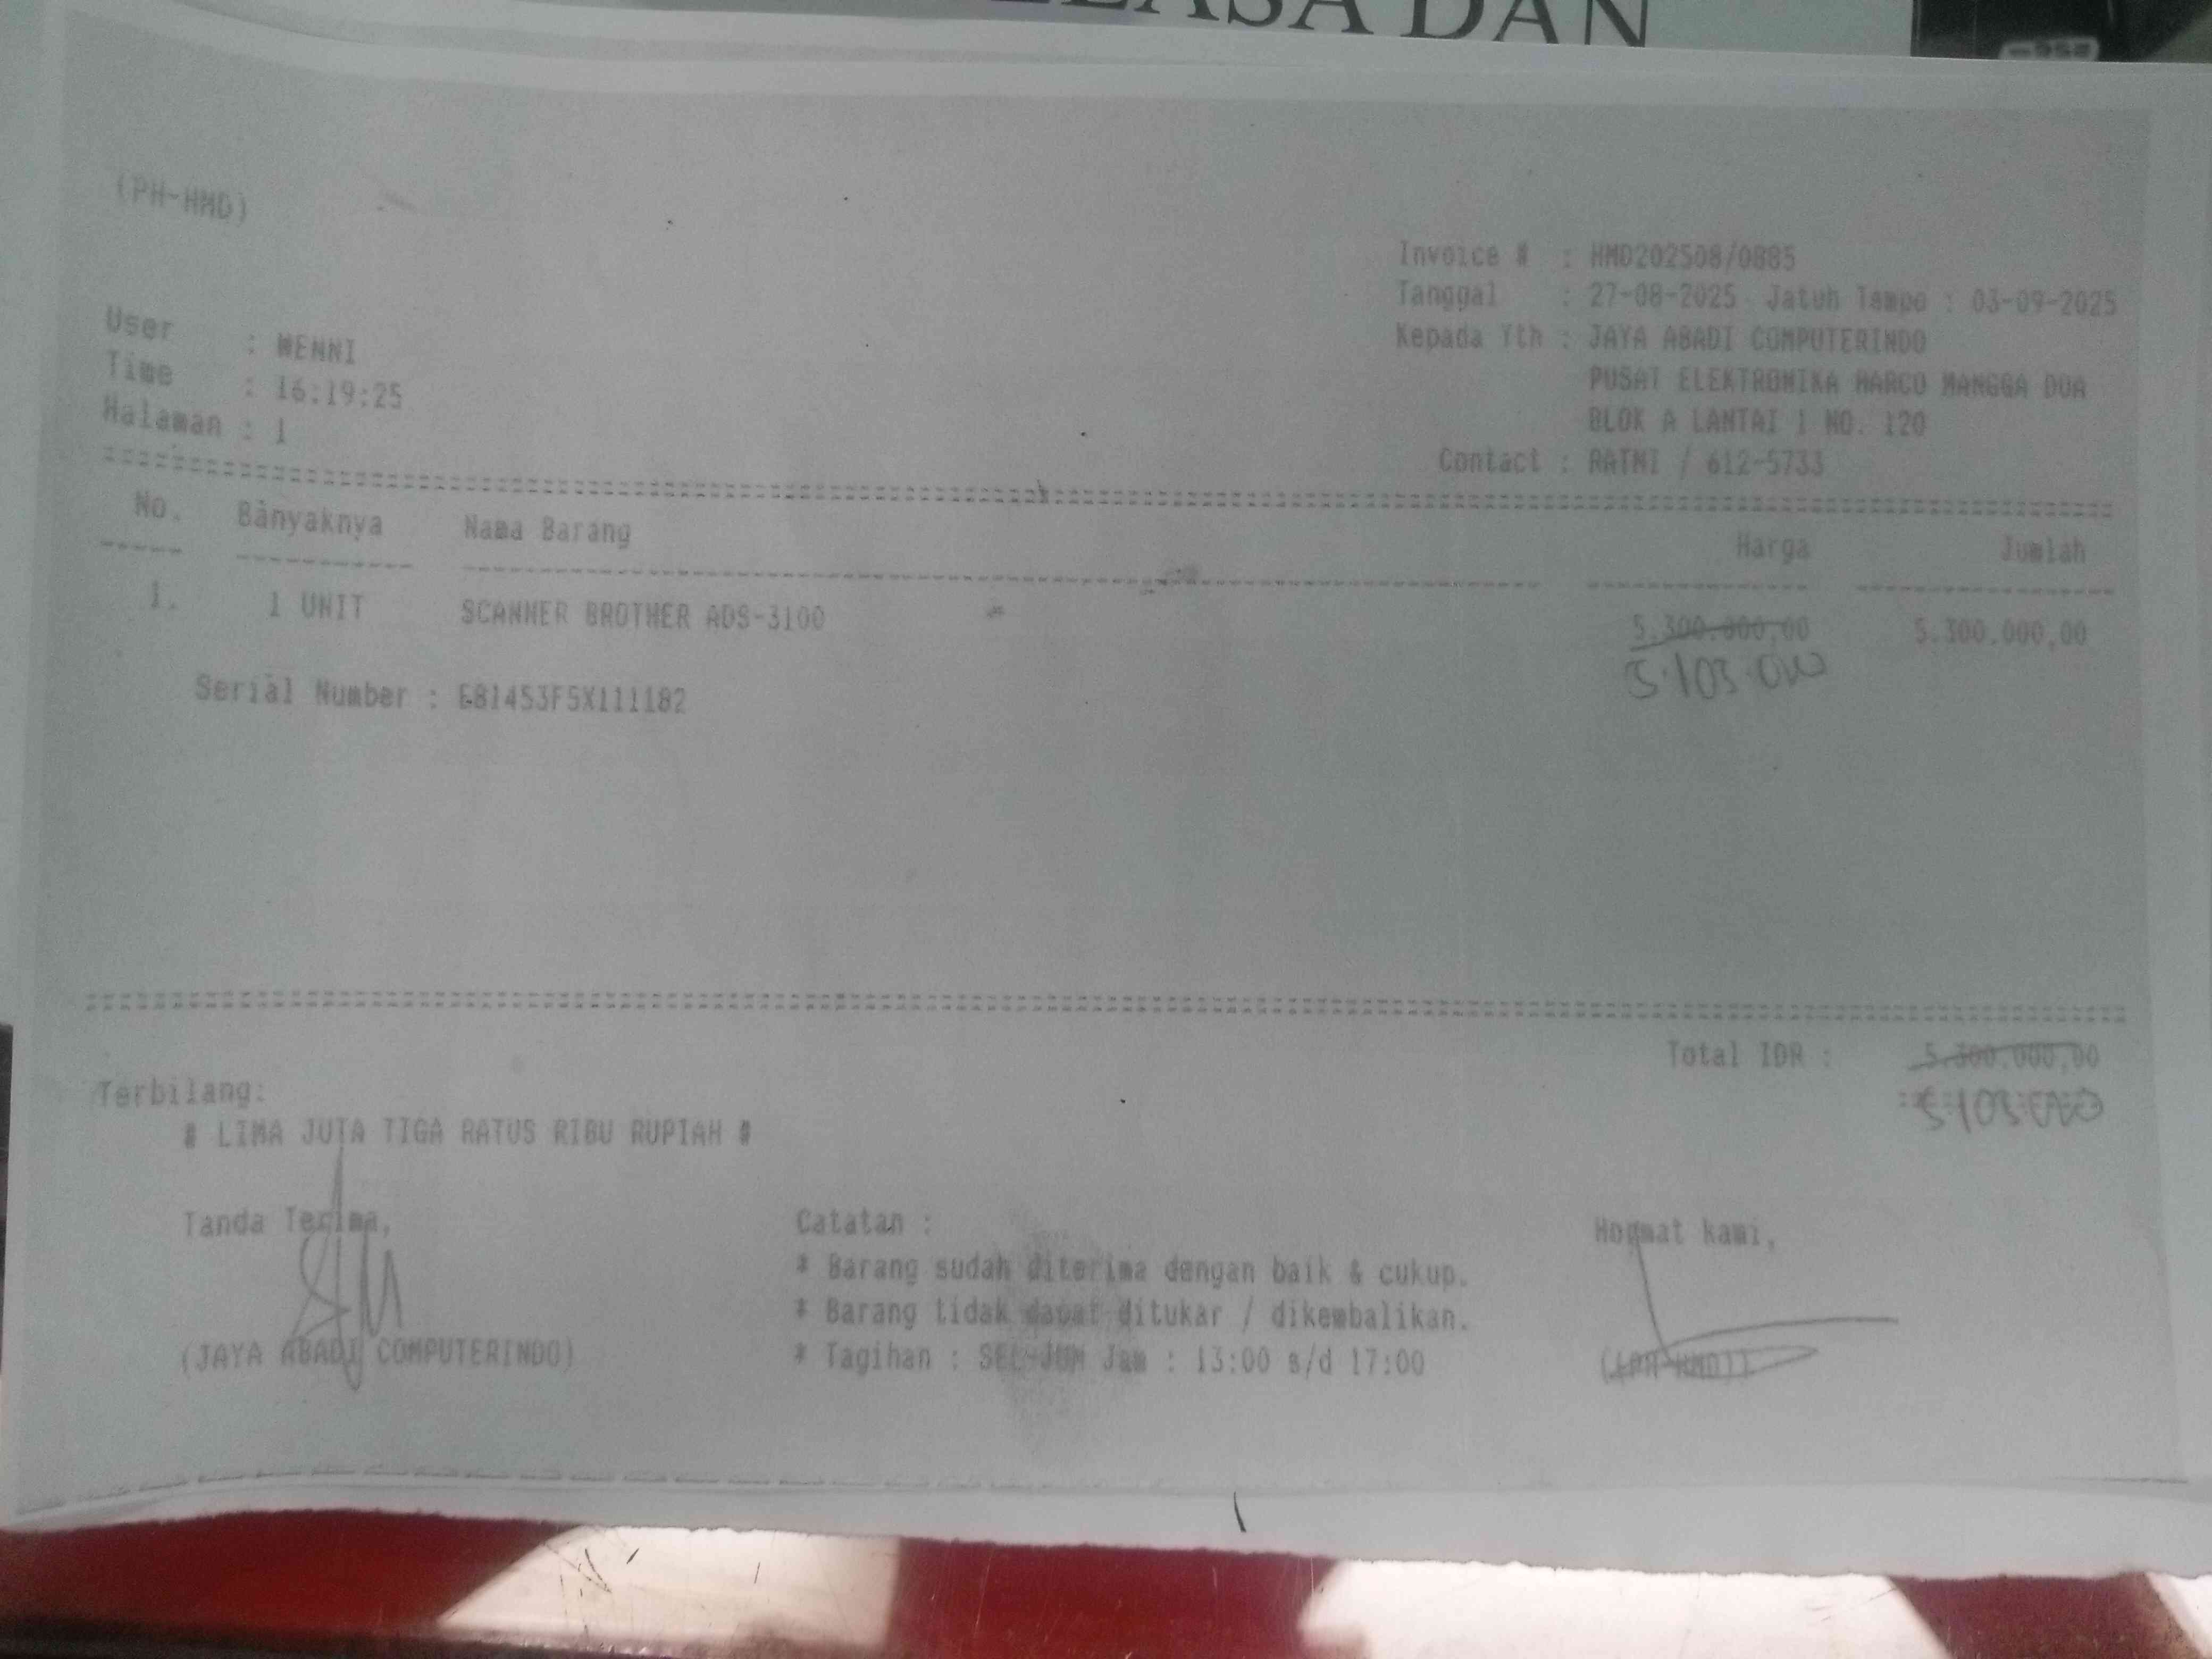 DAN
(PH-HMD)
Invoice # : HMD202508/0885
Tanggal : 27-08-2025 Jatuh Tempo : 03-09-2025
Kepada Yth : JAYA ABADI COMPUTERINDO
PUSAT ELEKTRONIKA HARCO MANGGA DUA
BLOK A LANTAI 1 NO. 120
Contact : RATNI / 612-5733
User : WENNI
Time : 16:19:25
Halaman : 1
No. Banyaknya Nama Barang Harga Jumlah
1. 1 UNIT SCANNER BROTHER ADS-3100 5.300.000,00 5.300.000,00
5.103.000
Serial Number : E81453F5X111182
Total IDR : 5.300.000,00
5.103.000
Terbilang:
# LIMA JUTA TIGA RATUS RIBU RUPIAH #
Tanda Terima, Catatan : Hormat kami,
* Barang sudah diterima dengan baik & cukup.
* Barang tidak dapat ditukar / dikembalikan.
(JAYA ABADI COMPUTERINDO) * Tagihan : SEL-JUM Jam : 13:00 s/d 17:00 ((PH-HMD))